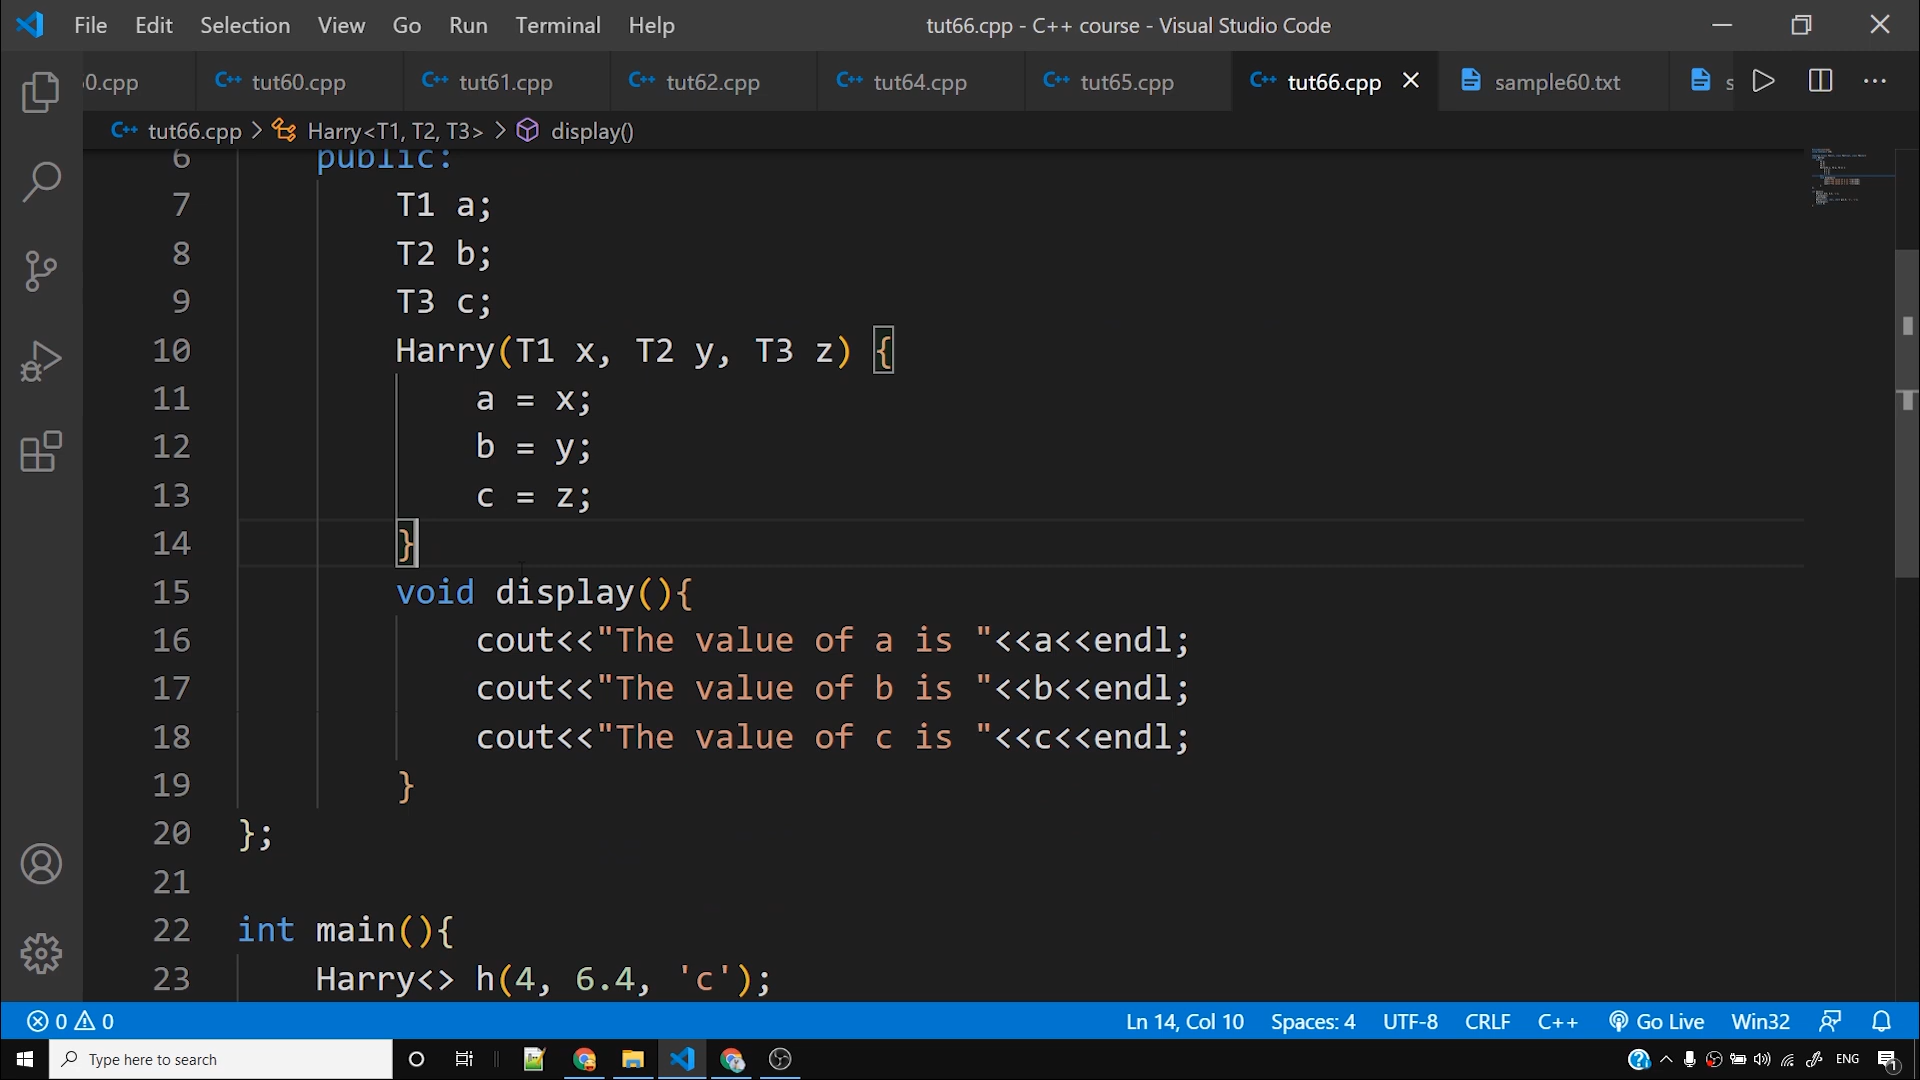 File Edit Selection View Go Run Terminal Help tut66.cpp - C++ course - Visual Studio Code
0.cpp tut60.cpp tut61.cpp tut62.cpp tut64.cpp tut65.cpp tut66.cpp sample60.txt s
tut66.cpp > Harry<T1, T2, T3> > display()
6 public:
7 T1 a;
8 T2 b;
9 T3 c;
10 Harry(T1 x, T2 y, T3 z) {
11 a = x;
12 b = y;
13 c = z;
14 }
15 void display(){
16 cout<<"The value of a is "<<a<<endl;
17 cout<<"The value of b is "<<b<<endl;
18 cout<<"The value of c is "<<c<<endl;
19 }
20 };
21
22 int main(){
23 Harry<> h(4, 6.4, 'c');
0 0 Ln 14, Col 10 Spaces: 4 UTF-8 CRLF C++ Go Live Win32
Type here to search ENG 1